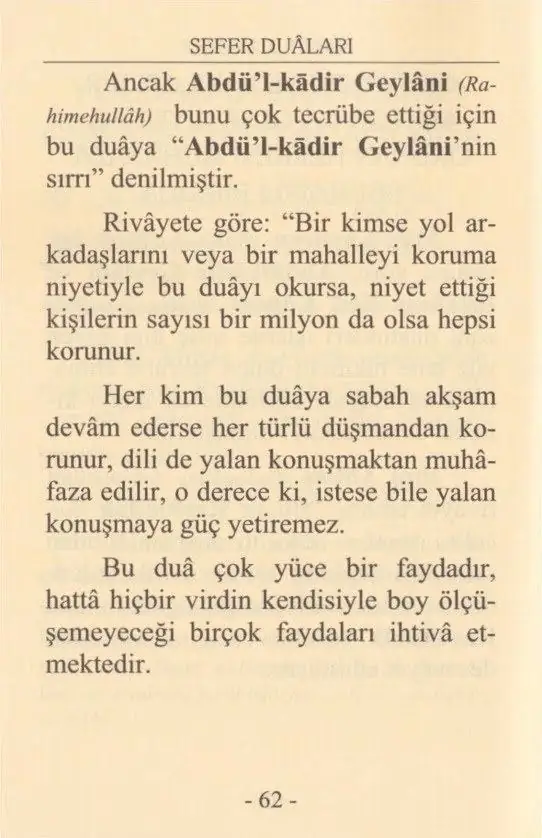 SEFER DUÂLARI
Ancak Abdü’l-kādir Geylâni (Ra-
himehullâh) bunu çok tecrübe ettiği için
bu duâya “Abdü’l-kādir Geylâni’nin
sırrı” denilmiştir.
Rivâyete göre: “Bir kimse yol ar-
kadaşlarını veya bir mahalleyi koruma
niyetiyle bu duâyı okursa, niyet ettiği
kişilerin sayısı bir milyon da olsa hepsi
korunur.
Her kim bu duâya sabah akşam
devâm ederse her türlü düşmandan ko-
runur, dili de yalan konuşmaktan muhâ-
faza edilir, o derece ki, istese bile yalan
konuşmaya güç yetiremez.
Bu duâ çok yüce bir faydadır,
hattâ hiçbir virdin kendisiyle boy ölçü-
şemeyeceği birçok faydaları ihtivâ et-
mektedir.
- 62 -